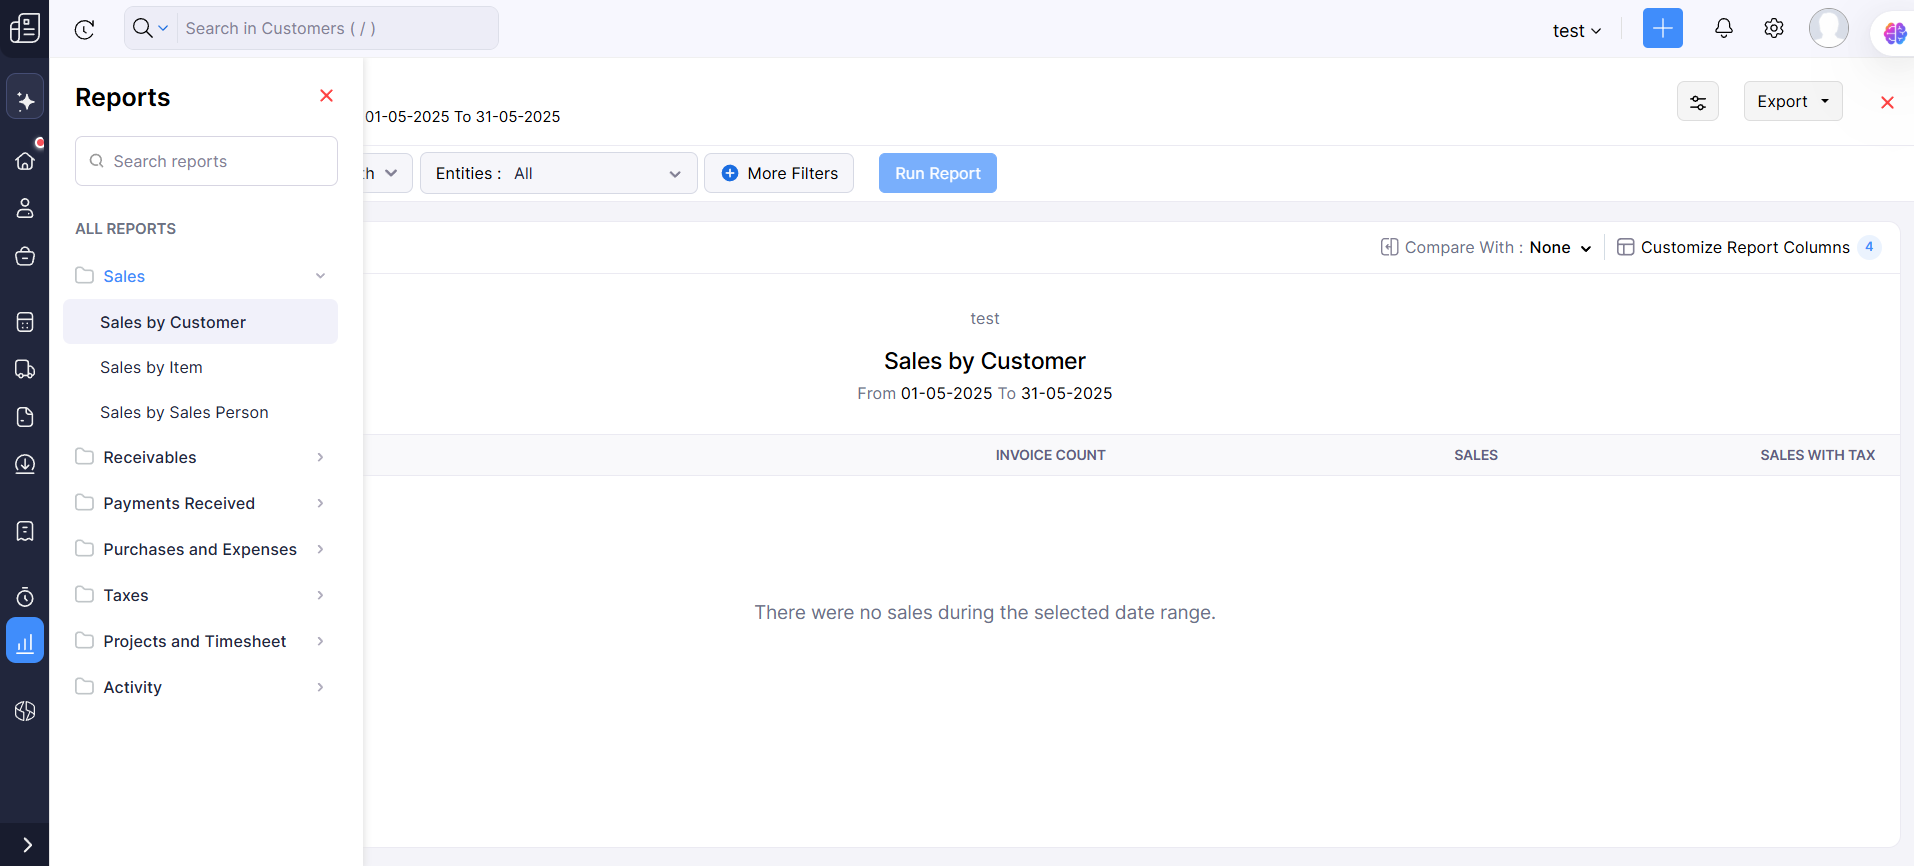 Search in Customers ( / )
test
Reports
01-05-2025 To 31-05-2025
Export
Search reports
Entities : All
More Filters
Run Report
ALL REPORTS
Compare With : None
Customize Report Columns 4
Sales
Sales by Customer
Sales by Item
Sales by Sales Person
Receivables
Payments Received
Purchases and Expenses
Taxes
Projects and Timesheet
Activity
test
Sales by Customer
From 01-05-2025 To 31-05-2025
INVOICE COUNT SALES SALES WITH TAX
There were no sales during the selected date range.